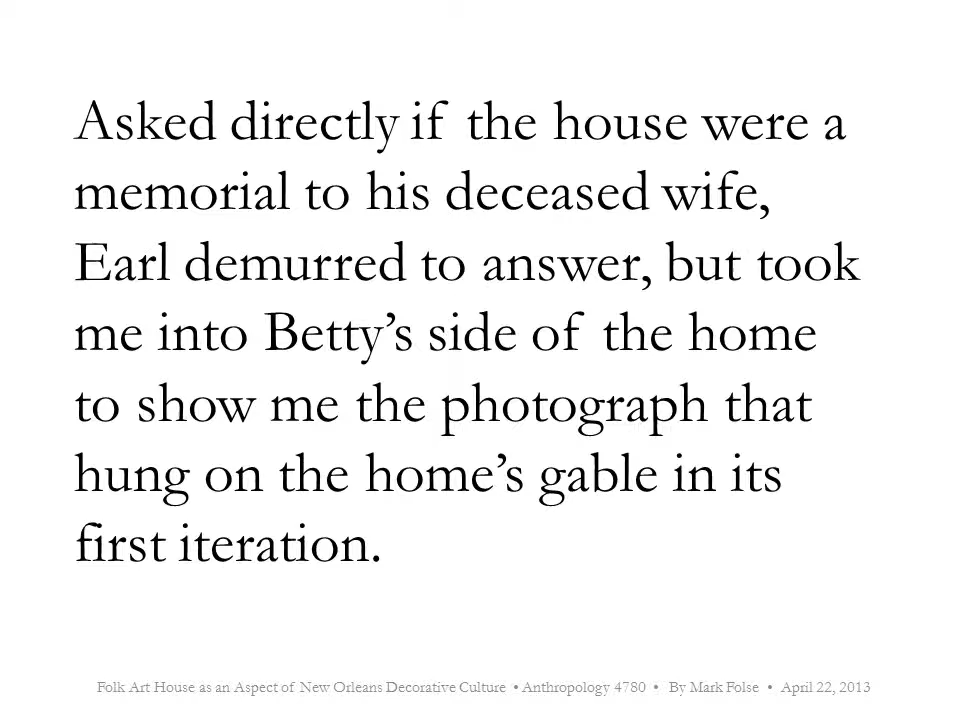 Asked directly if the house were a
memorial to his deceased wife,
Earl demurred to answer, but took
me into Betty’s side of the home
to show me the photograph that
hung on the home’s gable in its
first iteration.
Folk Art House as an Aspect of New Orleans Decorative Culture • Anthropology 4780 • By Mark Folse • April 22, 2013